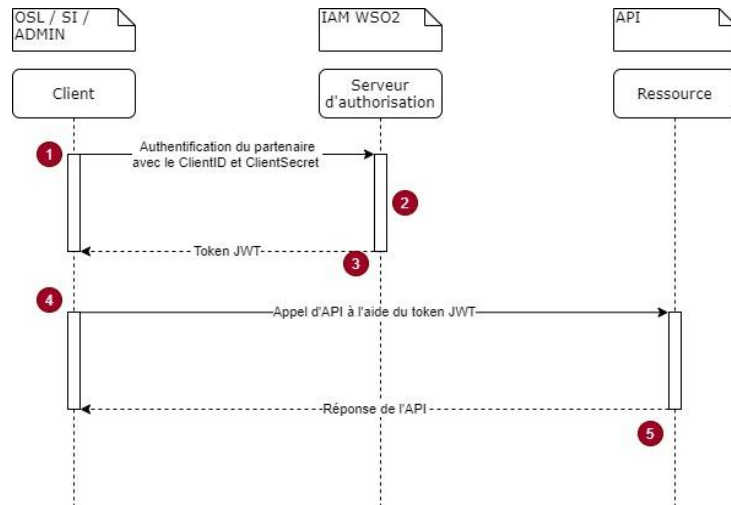 OSL / SI /
ADMIN
IAM WSO2
API
Client
Serveur
d'authorisation
Ressource
1
Authentification du partenaire
avec le ClientID et ClientSecret
2
Token JWT
3
4
Appel d'API à l'aide du token JWT
Réponse de l'API
5